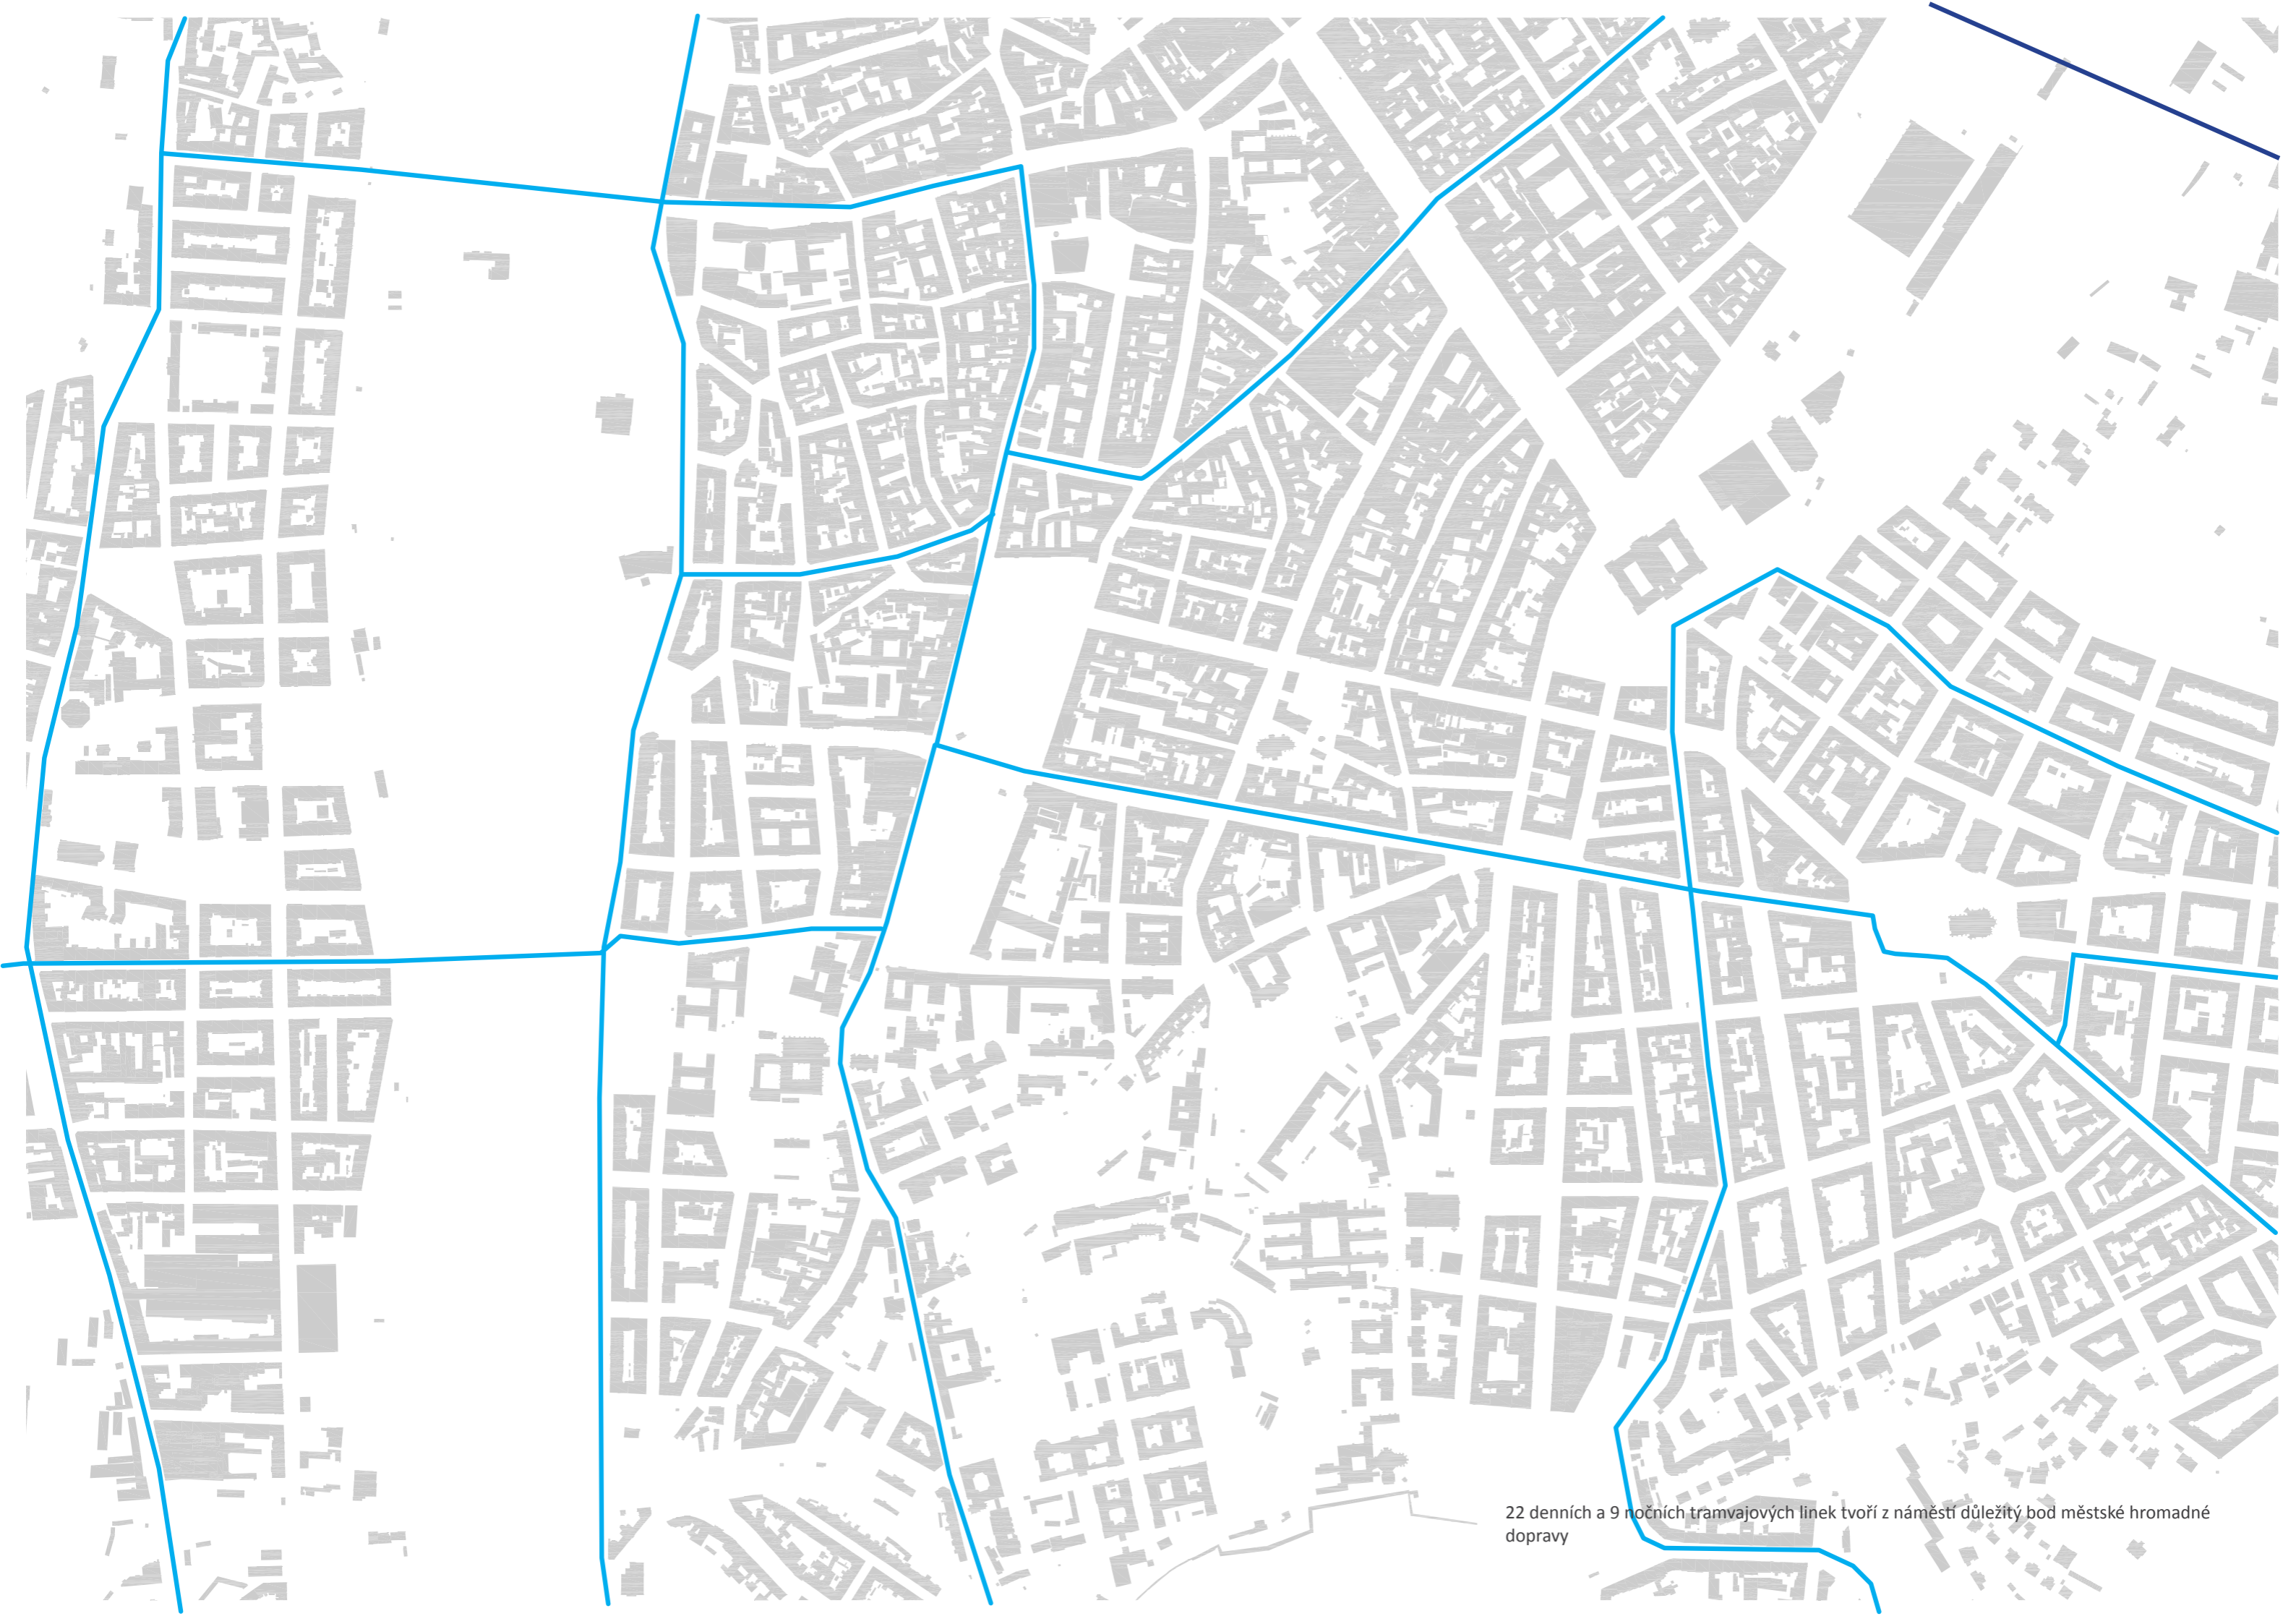 22 denních a 9 nočních tramvajových linek tvoří z náměstí důležitý bod městské hromadné
dopravy